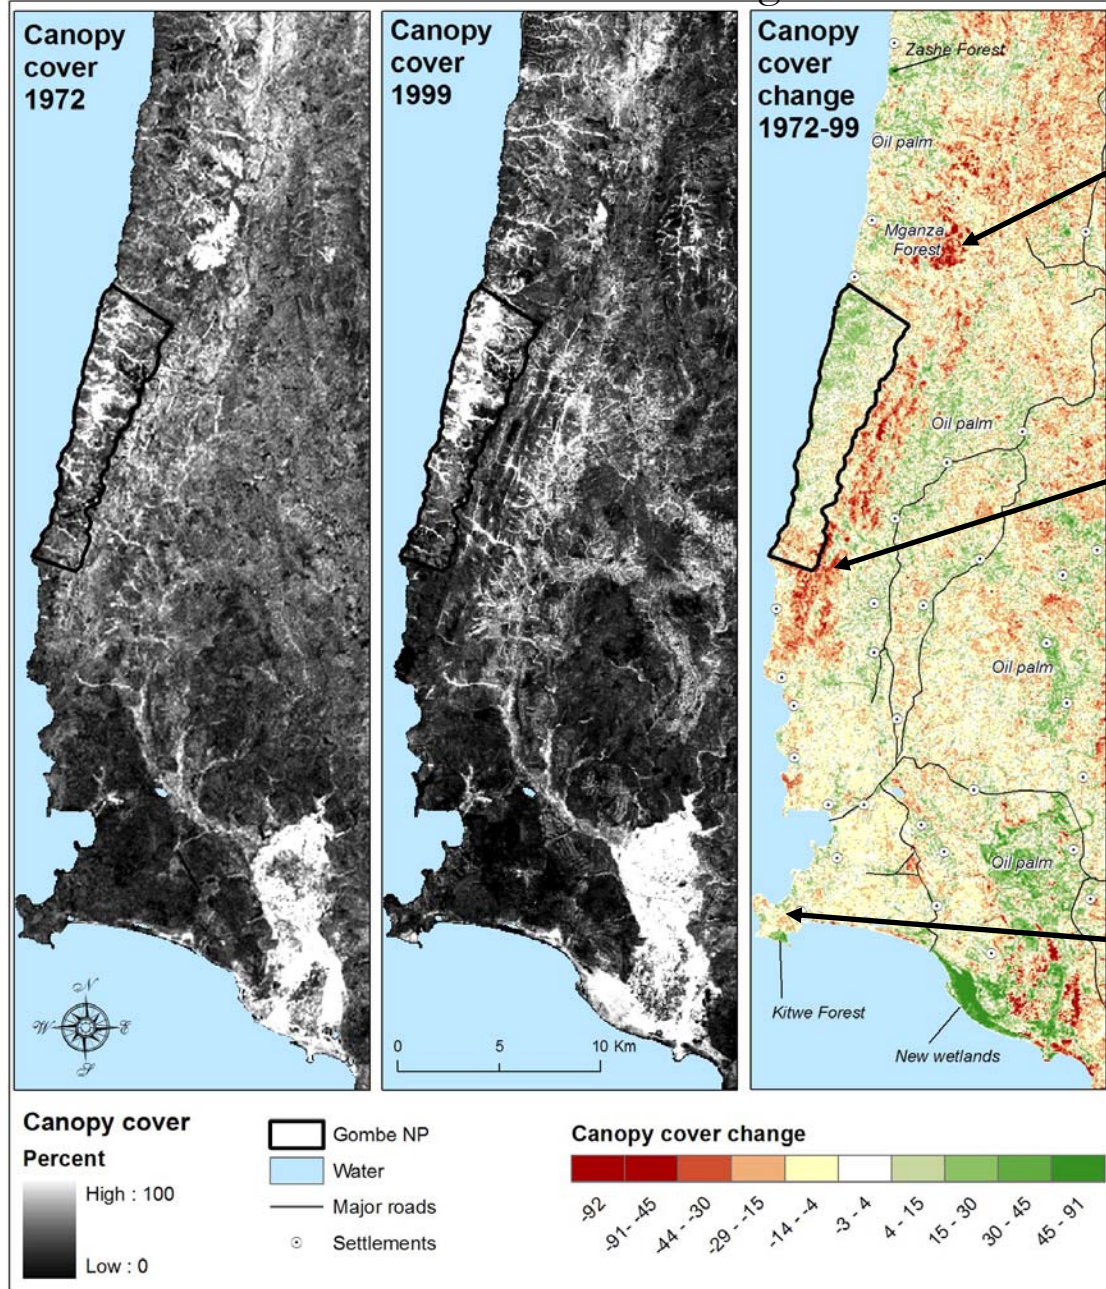 Canopy
cover
1972
Canopy
cover
1999
Canopy
cover
change
1972-99
Zashe Forest
Oil palm
Mganza
Forest
Oil palm
Oil palm
Oil palm
Kitwe Forest
New wetlands
N
W E
S
0 5 10 Km
Canopy cover
Percent
High : 100
Low : 0
Gombe NP
Water
Major roads
Settlements
Canopy cover change
-92
-91 - -45
-44 - -30
-29 - -15
-14 - -4
-3 - 4
4 - 15
15 - 30
30 - 45
45 - 91